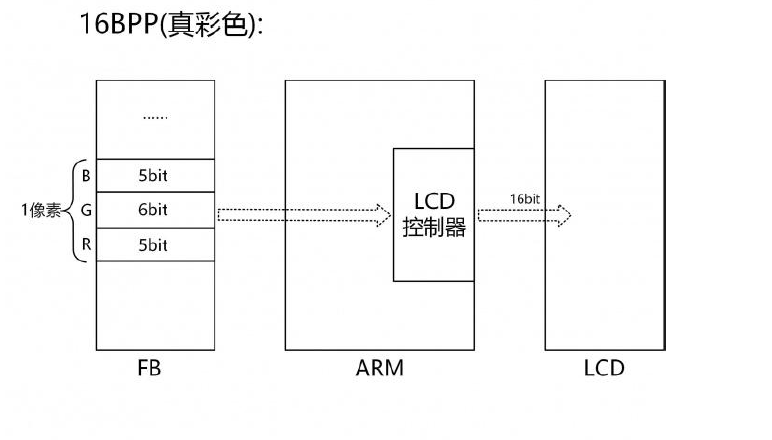 16BPP(真彩色):
......
B 5bit
1像素 G 6bit
R 5bit
LCD
控制器
16bit
FB ARM LCD